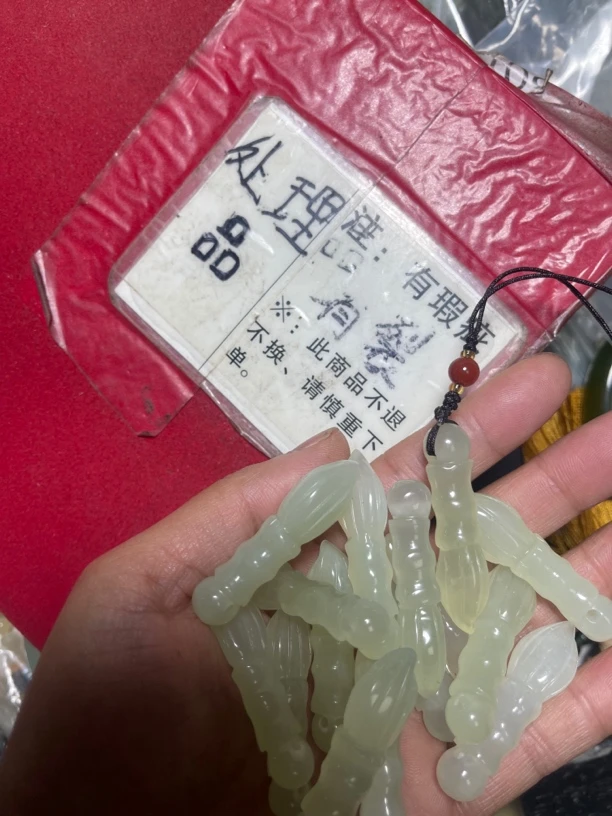 处理
品
注：有瑕疵
有裂
※：此商品不退
不换、请慎重下
单。